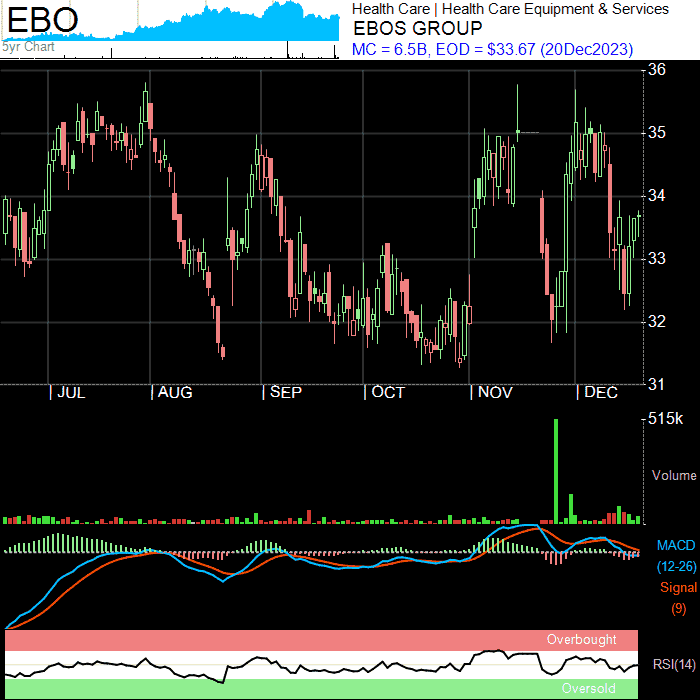 EBO
5yr Chart
Health Care | Health Care Equipment & Services
EBOS GROUP
MC = 6.5B, EOD = $33.67 (20Dec2023)
36
35
34
33
32
31
| JUL | AUG | SEP | OCT | NOV | DEC
515k
Volume
MACD
(12-26)
Signal
(9)
Overbought
RSI(14)
Oversold